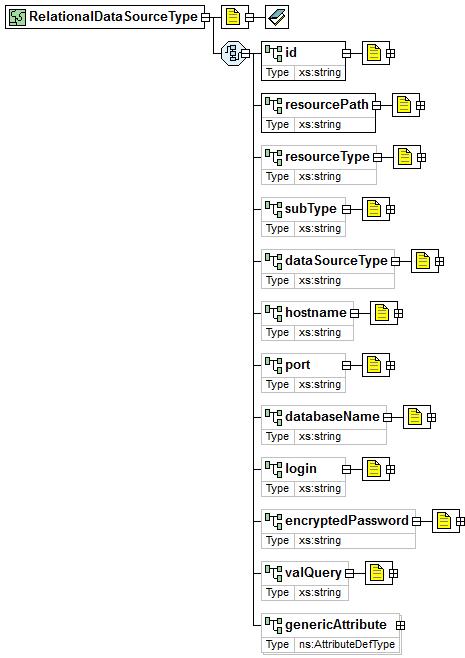 RelationalDataSourceType
id
Type xs:string
resourcePath
Type xs:string
resourceType
Type xs:string
subType
Type xs:string
dataSourceType
Type xs:string
hostname
Type xs:string
port
Type xs:string
databaseName
Type xs:string
login
Type xs:string
encryptedPassword
Type xs:string
valQuery
Type xs:string
genericAttribute
Type ns:AttributeDefType